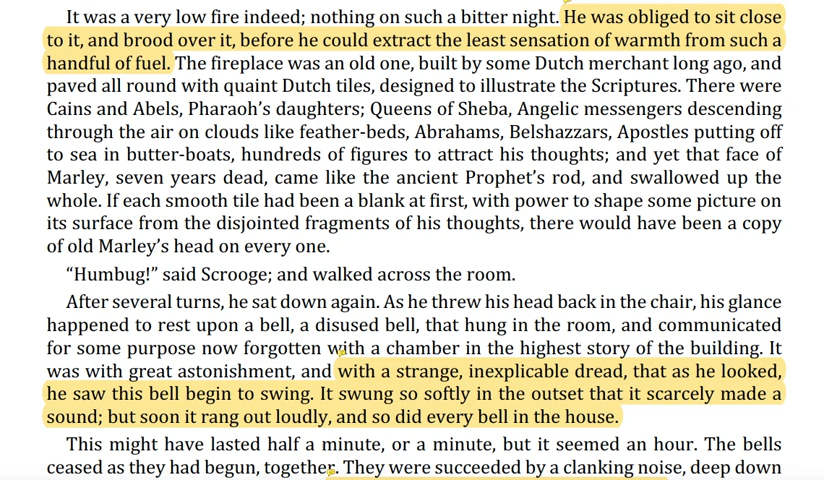 It was a very low fire indeed; nothing on such a bitter night. He was obliged to sit close
to it, and brood over it, before he could extract the least sensation of warmth from such a
handful of fuel. The fireplace was an old one, built by some Dutch merchant long ago, and
paved all round with quaint Dutch tiles, designed to illustrate the Scriptures. There were
Cains and Abels, Pharaoh’s daughters; Queens of Sheba, Angelic messengers descending
through the air on clouds like feather-beds, Abrahams, Belshazzars, Apostles putting off
to sea in butter-boats, hundreds of figures to attract his thoughts; and yet that face of
Marley, seven years dead, came like the ancient Prophet’s rod, and swallowed up the
whole. If each smooth tile had been a blank at first, with power to shape some picture on
its surface from the disjointed fragments of his thoughts, there would have been a copy
of old Marley’s head on every one.
“Humbug!” said Scrooge; and walked across the room.
After several turns, he sat down again. As he threw his head back in the chair, his glance
happened to rest upon a bell, a disused bell, that hung in the room, and communicated
for some purpose now forgotten with a chamber in the highest story of the building. It
was with great astonishment, and with a strange, inexplicable dread, that as he looked,
he saw this bell begin to swing. It swung so softly in the outset that it scarcely made a
sound; but soon it rang out loudly, and so did every bell in the house.
This might have lasted half a minute, or a minute, but it seemed an hour. The bells
ceased as they had begun, together. They were succeeded by a clanking noise, deep down